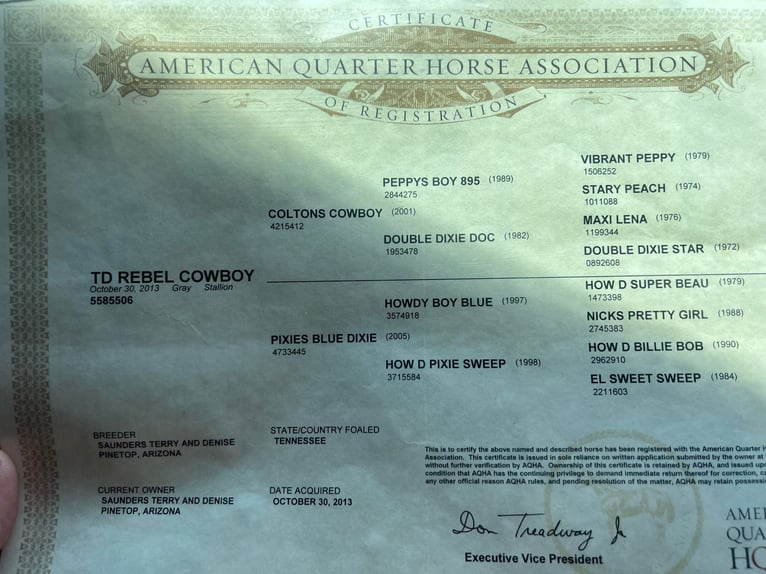 CERTIFICATE
AMERICAN QUARTER HORSE ASSOCIATION
OF REGISTRATION
VIBRANT PEPPY (1979)
1506252
PEPPYS BOY 895 (1989)
2844275
STARY PEACH (1974)
1011088
COLTONS COWBOY (2001)
4215412
MAXI LENA (1976)
1199344
DOUBLE DIXIE DOC (1982)
1953478
DOUBLE DIXIE STAR (1972)
0892608
TD REBEL COWBOY
October 30, 2013 Gray Stallion
5585506
HOW D SUPER BEAU (1979)
1473398
HOWDY BOY BLUE (1997)
3574918
NICKS PRETTY GIRL (1988)
2745383
PIXIES BLUE DIXIE (2005)
4733445
HOW D BILLIE BOB (1990)
2962910
HOW D PIXIE SWEEP (1998)
3715584
EL SWEET SWEEP (1984)
2211603
BREEDER
SAUNDERS TERRY AND DENISE
PINETOP, ARIZONA
STATE/COUNTRY FOALED
TENNESSEE
CURRENT OWNER
SAUNDERS TERRY AND DENISE
PINETOP, ARIZONA
DATE ACQUIRED
OCTOBER 30, 2013
This is to certify the above named and described horse has been registered with the American Quarter H
Association. This certificate is issued in sole reliance on written application submitted by the owner at
without further verification by AQHA. Ownership of this certificate is retained by AQHA, and issued upo
condition that AQHA has the continuing privilege to demand immediate return thereof for correction, ca
any other official reason AQHA rules, and pending resolution of the matter, AQHA may retain possessi
Don Treadway Jr
Executive Vice President
AME
QUA
HO